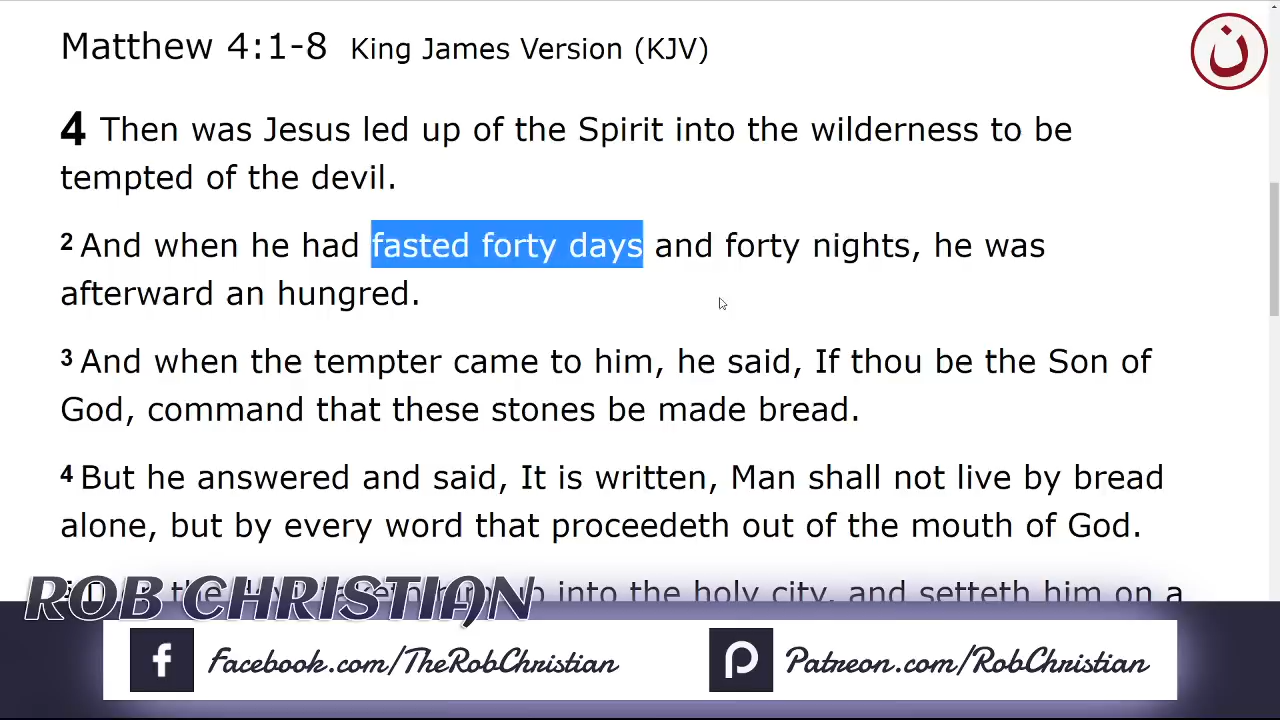 Matthew 4:1-8 King James Version (KJV)
ن
4 Then was Jesus led up of the Spirit into the wilderness to be
tempted of the devil.
2 And when he had fasted forty days and forty nights, he was
afterward an hungred.
3 And when the tempter came to him, he said, If thou be the Son of
God, command that these stones be made bread.
4 But he answered and said, It is written, Man shall not live by bread
alone, but by every word that proceedeth out of the mouth of God.
into the holy city, and setteth him on a
ROB CHRISTIAN
Facebook.com/TheRobChristian
Patreon.com/RobChristian